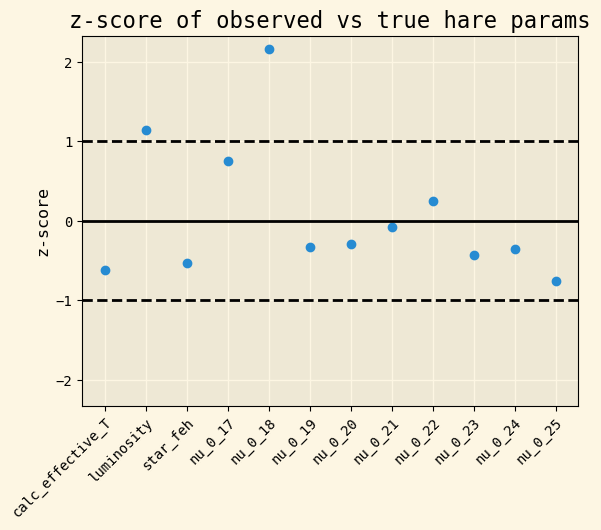 z-score of observed vs true hare params
z-score
2
1
0
−1
−2
calc_effective_T
luminosity
star_feh
nu_0_17
nu_0_18
nu_0_19
nu_0_20
nu_0_21
nu_0_22
nu_0_23
nu_0_24
nu_0_25